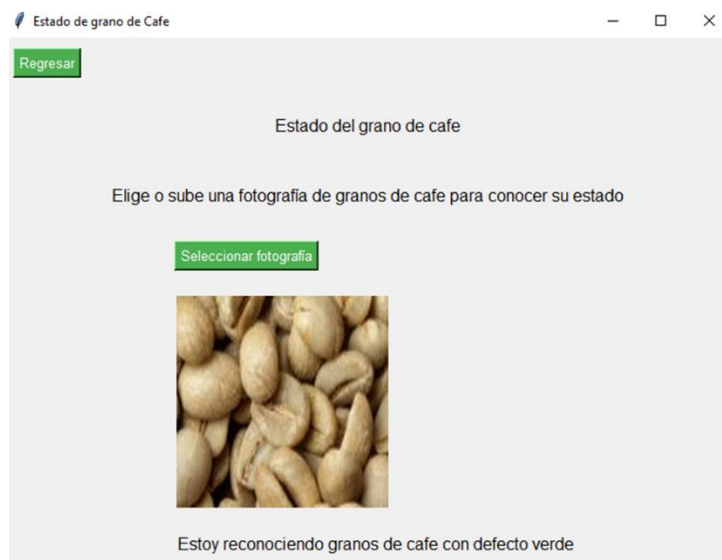 Estado de grano de Cafe
Regresar
Estado del grano de cafe
Elige o sube una fotografía de granos de cafe para conocer su estado
Seleccionar fotografía
Estoy reconociendo granos de cafe con defecto verde